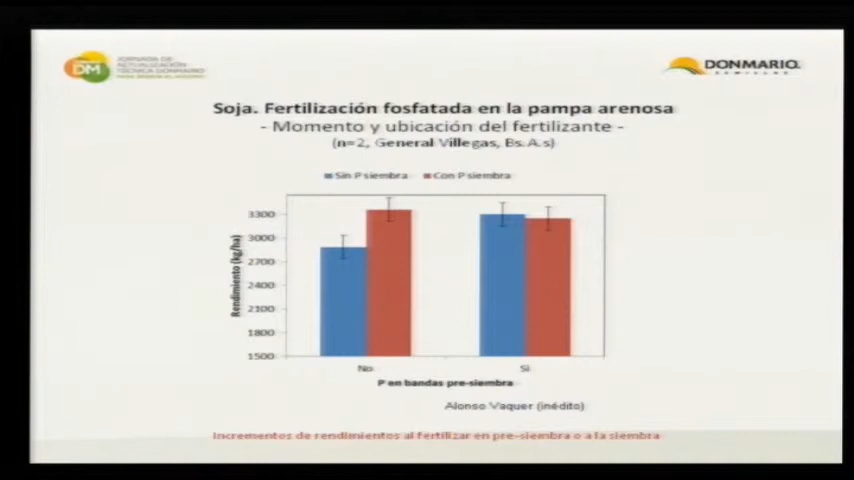 DM
JORNADA DE
ACTUALIZACIÓN
TÉCNICA DONMARIO
DONMARIO.
SEMILLAS
Soja. Fertilización fosfatada en la pampa arenosa
- Momento y ubicación del fertilizante -
(n=2, General Villegas, Bs.A.s)
Sin P siembra Con P siembra
3300
3000
2700
2400
2100
1800
1500
Rendimiento (kg/ha)
No Si
P en bandas pre-siembra
Alonso Vaquer (inédito)
Incrementos de rendimientos al fertilizar en pre-siembra o a la siembra